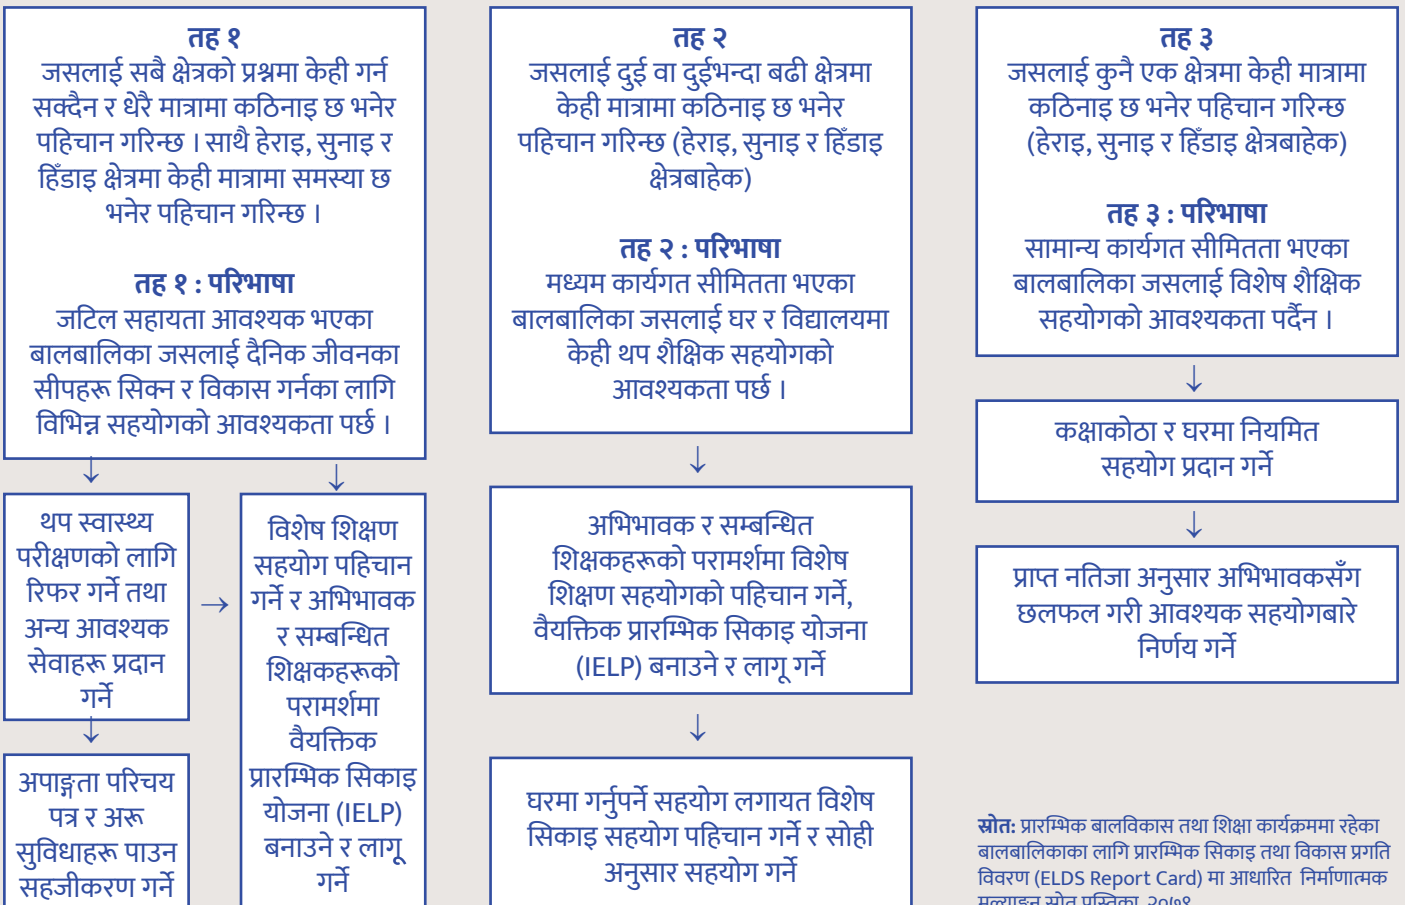 तह १
जसलाई सबै क्षेत्रको प्रश्नमा केही गर्न
सक्दैन र धेरै मात्रामा कठिनाइ छ भनेर
पहिचान गरिन्छ । साथै हेराइ, सुनाइ र
हिँडाइ क्षेत्रमा केही मात्रामा समस्या छ
भनेर पहिचान गरिन्छ ।
तह १ : परिभाषा
जटिल सहायता आवश्यक भएका
बालबालिका जसलाई दैनिक जीवनका
सीपहरू सिक्न र विकास गर्नका लागि
विभिन्न सहयोगको आवश्यकता पर्छ ।
↓
↓
थप स्वास्थ्य
परीक्षणको लागि
रिफर गर्ने तथा
अन्य आवश्यक
सेवाहरू प्रदान
गर्ने
↓
अपाङ्गता परिचय
पत्र र अरू
सुविधाहरू पाउन
सहजीकरण गर्ने
→
विशेष शिक्षण
सहयोग पहिचान
गर्ने र अभिभावक
र सम्बन्धित
शिक्षकहरूको
परामर्शमा
वैयक्तिक
प्रारम्भिक सिकाइ
योजना (IELP)
बनाउने र लागू
गर्ने
तह २
जसलाई दुई वा दुईभन्दा बढी क्षेत्रमा
केही मात्रामा कठिनाइ छ भनेर
पहिचान गरिन्छ (हेराइ, सुनाइ र हिँडाइ
क्षेत्रबाहेक)
तह २ : परिभाषा
मध्यम कार्यगत सीमितता भएका
बालबालिका जसलाई घर र विद्यालयमा
केही थप शैक्षिक सहयोगको
आवश्यकता पर्छ ।
↓
अभिभावक र सम्बन्धित
शिक्षकहरूको परामर्शमा विशेष
शिक्षण सहयोगको पहिचान गर्ने,
वैयक्तिक प्रारम्भिक सिकाइ योजना
(IELP) बनाउने र लागू गर्ने
↓
घरमा गर्नुपर्ने सहयोग लगायत विशेष
सिकाइ सहयोग पहिचान गर्ने र सोही
अनुसार सहयोग गर्ने
तह ३
जसलाई कुनै एक क्षेत्रमा केही मात्रामा
कठिनाइ छ भनेर पहिचान गरिन्छ
(हेराइ, सुनाइ र हिँडाइ क्षेत्रबाहेक)
तह ३ : परिभाषा
सामान्य कार्यगत सीमितता भएका
बालबालिका जसलाई विशेष शैक्षिक
सहयोगको आवश्यकता पर्दैन ।
↓
कक्षाकोठा र घरमा नियमित
सहयोग प्रदान गर्ने
↓
प्राप्त नतिजा अनुसार अभिभावकसँग
छलफल गरी आवश्यक सहयोगबारे
निर्णय गर्ने
स्रोत: प्रारम्भिक बालविकास तथा शिक्षा कार्यक्रममा रहेका
बालबालिकाका लागि प्रारम्भिक सिकाइ तथा विकास प्रगति
विवरण (ELDS Report Card) मा आधारित निर्माणात्मक
मूल्याङ्कन स्रोत पुस्तिका, २०७९